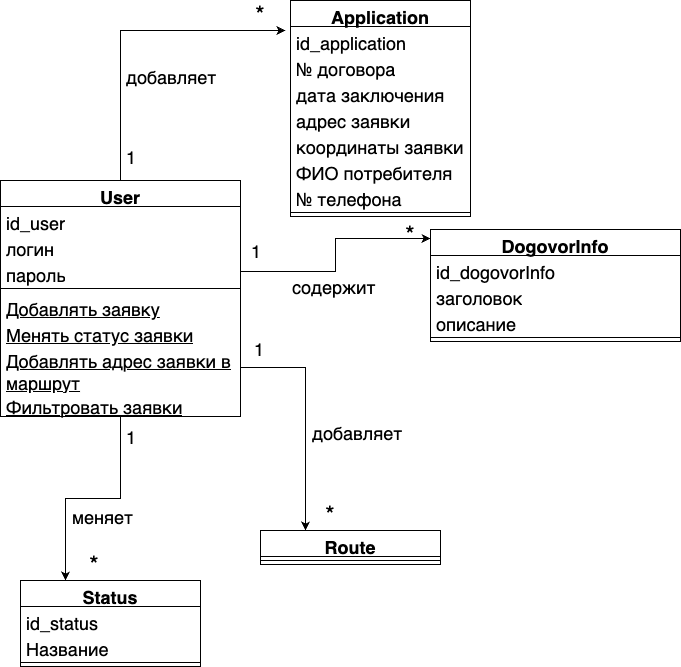 Application
id_application
№ договора
дата заключения
адрес заявки
координаты заявки
ФИО потребителя
№ телефона
*
добавляет
1
User
id_user
логин
пароль
Добавлять заявку
Менять статус заявки
Добавлять адрес заявки в
маршрут
Фильтровать заявки
1
содержит
*
DogovorInfo
id_dogovorInfo
заголовок
описание
1
добавляет
*
Route
1
меняет
*
Status
id_status
Название